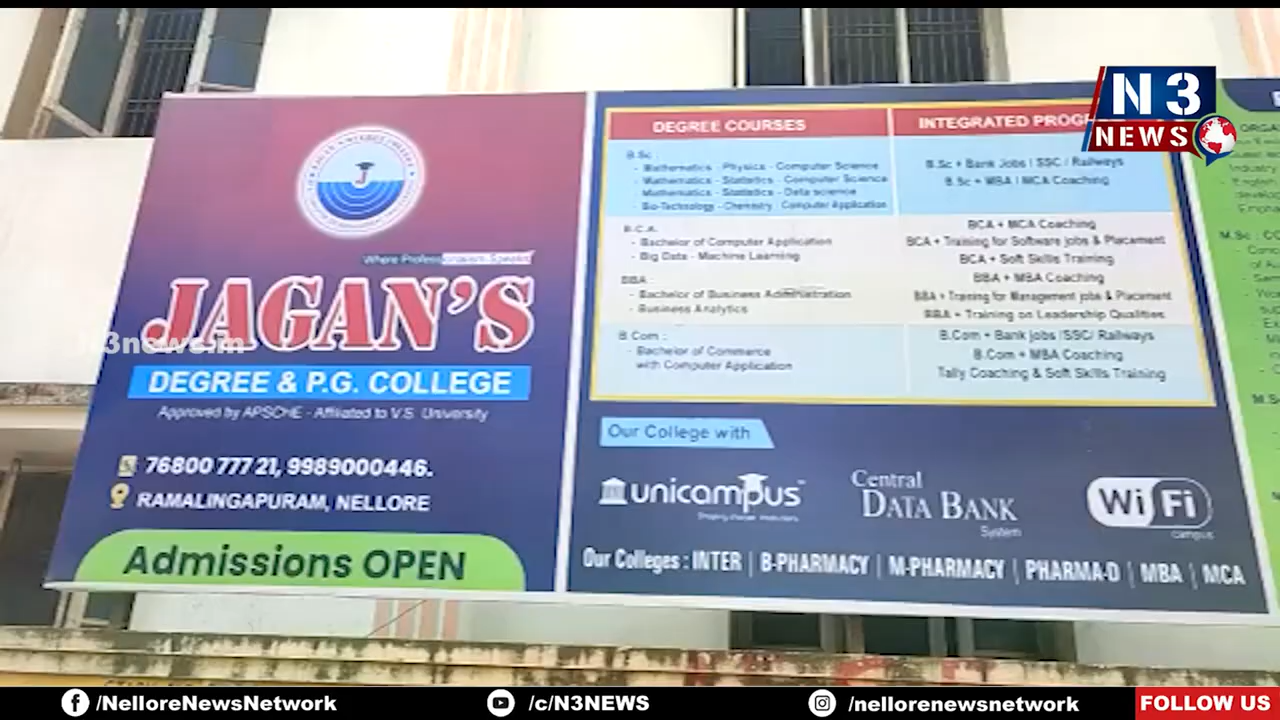 N3
NEWS
Where Professionalism Speaks
JAGAN'S
DEGREE & P.G. COLLEGE
Approved by APSCHE - Affiliated to V.S. University
76800 777 21, 9989000446.
RAMALINGAPURAM, NELLORE
Admissions OPEN
n3news.in
DEGREE COURSES
B.Sc :
- Mathematics - Physics - Computer Science
- Mathematics - Statistics - Computer Science
- Mathematics - Statistics - Data science
- Bio-Technology - Chemistry - Computer Application
B.C.A.
- Bachelor of Computer Application
- Big Data - Machine Learning
BBA :
- Bachelor of Business Administration
- Business Analytics
B.Com :
- Bachelor of Commerce
with Computer Application
INTEGRATED PROG
B.Sc + Bank Jobs / SSC / Railways
B.Sc + MBA / MCA Coaching
BCA + MCA Coaching
BCA + Training for Software jobs & Placement
BCA + Soft Skills Training
BBA + MBA Coaching
BBA + Training for Management jobs & Placement
BBA + Training on Leadership Qualities
B.Com + Bank jobs /SSC/ Railways
B.Com + MBA Coaching
Tally Coaching & Soft Skills Training
Our College with
unicampus
Central
DATA BANK
System
WiFi
campus
Our Colleges : INTER | B-PHARMACY | M-PHARMACY | PHARMA-D | MBA | MCA
M.Sc : CO
/NelloreNewsNetwork
/c/N3NEWS
/nellorenewsnetwork
FOLLOW US